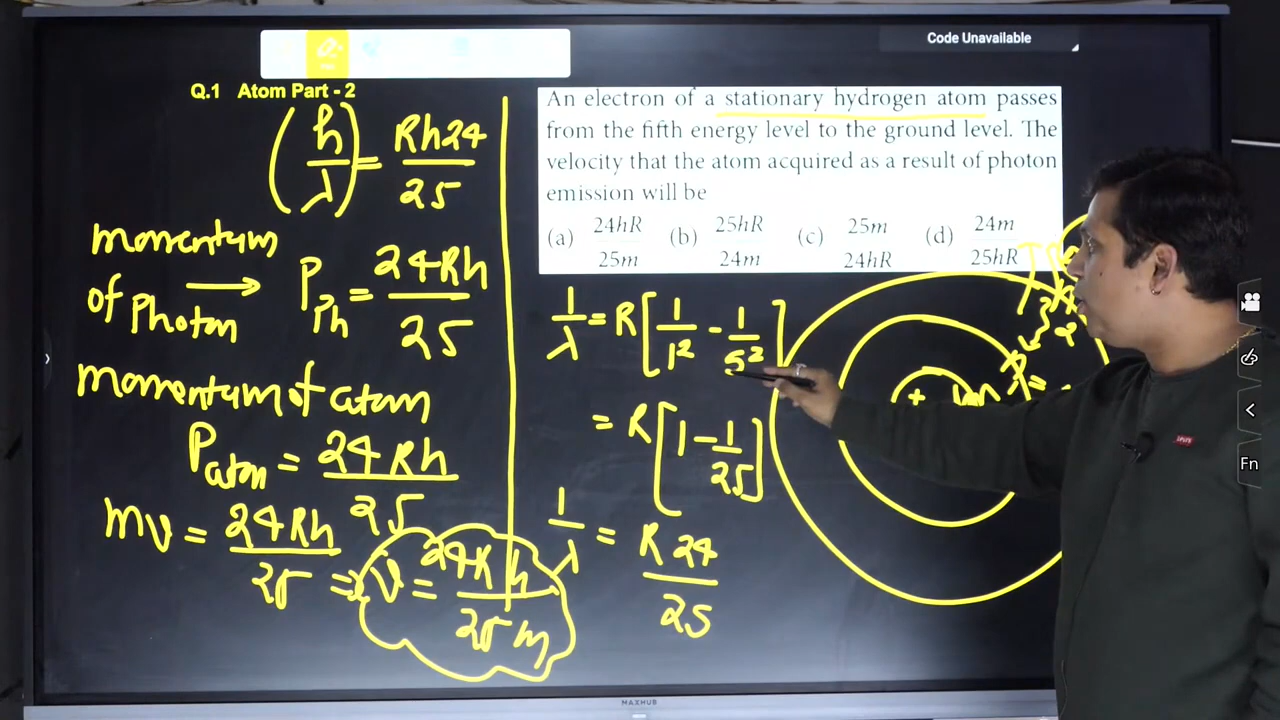 Code Unavailable
Q.1 Atom Part - 2
An electron of a stationary hydrogen atom passes
from the fifth energy level to the ground level. The
velocity that the atom acquired as a result of photon
emission will be
(a) 24hR/25m (b) 25hR/24m (c) 25m/24hR (d) 24m/25hR
(h/λ) = Rh24/25
momentum
of Photon → P_Ph = 24Rh/25
momentum of atom
P_atom = 24Rh/25
mv = 24Rh/25 ⇒ v = 24Rh/25m
1/λ = R[1/1² - 1/5²]
= R[1 - 1/25]
1/λ = R24/25
+
Fn
Levi's
MAXHUB